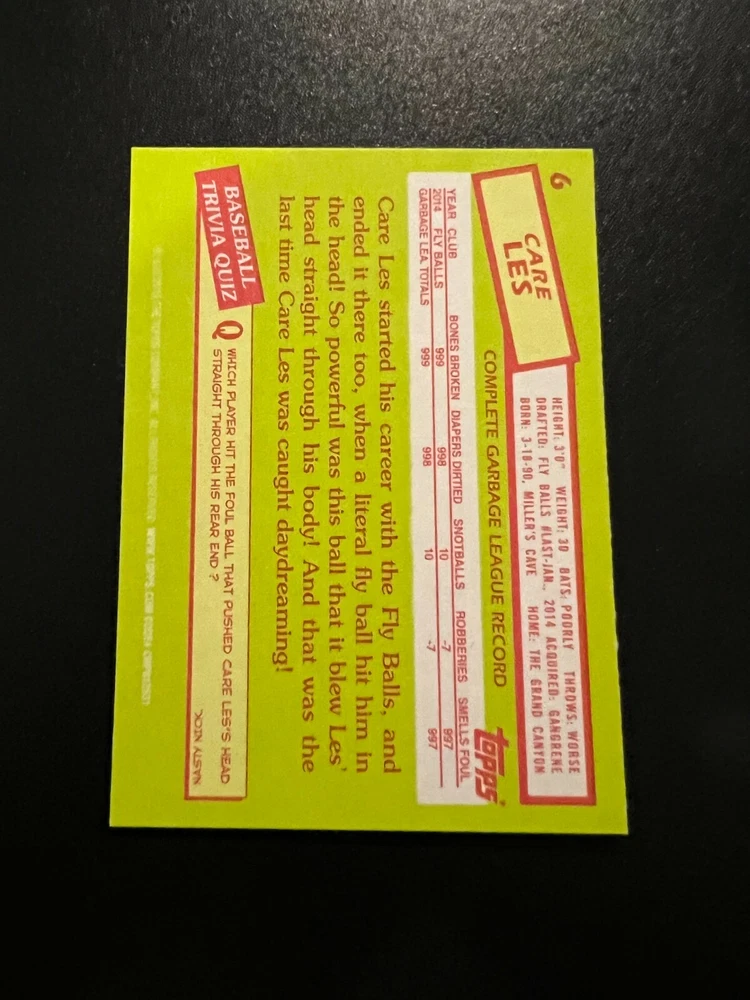 6
CARE
LES
HEIGHT: 3'0" WEIGHT: 30 BATS: POORLY THROWS: WORSE
DRAFTED: FLY BALLS #LAST-JAN., 2014 ACQUIRED: GANGRENE
BORN: 3-18-90, MILLER'S CAVE HOME: THE GRAND CANYON
COMPLETE GARBAGE LEAGUE RECORD
topps®
YEAR CLUB BONES BROKEN DIAPERS DIRTIED SNOTBALLS ROBBERIES SMELLS FOUL
2014 FLY BALLS 999 998 10 -7 997
GARBAGE LEA. TOTALS 999 998 10 -7 997
Care Les started his career with the Fly Balls, and
ended it there too, when a literal fly ball hit him in
the head! So powerful was this ball that it blew Les'
head straight through his body! And that was the
last time Care Les was caught daydreaming!
BASEBALL
TRIVIA QUIZ
Q WHICH PLAYER HIT THE FOUL BALL THAT PUSHED CARE LES'S HEAD
STRAIGHT THROUGH HIS REAR END ?
NASTY NICK